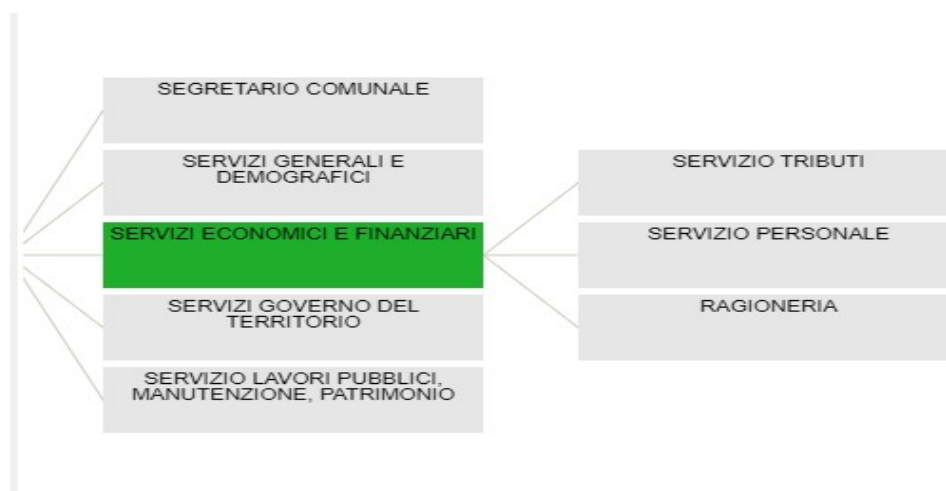 SEGRETARIO COMUNALE
SERVIZI GENERALI E
DEMOGRAFICI
SERVIZI ECONOMICI E FINANZIARI
SERVIZI GOVERNO DEL
TERRITORIO
SERVIZIO LAVORI PUBBLICI,
MANUTENZIONE, PATRIMONIO
SERVIZIO TRIBUTI
SERVIZIO PERSONALE
RAGIONERIA